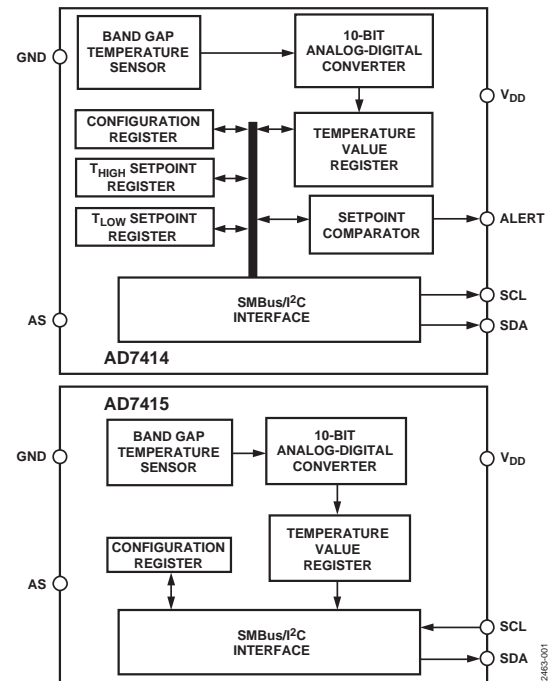 BAND GAP
TEMPERATURE
SENSOR
10-BIT
ANALOG-DIGITAL
CONVERTER
GND
VDD
CONFIGURATION
REGISTER
TEMPERATURE
VALUE
REGISTER
THIGH SETPOINT
REGISTER
TLOW SETPOINT
REGISTER
SETPOINT
COMPARATOR
ALERT
SMBus/I2C
INTERFACE
SCL
SDA
AS
AD7414
AD7415
BAND GAP
TEMPERATURE
SENSOR
10-BIT
ANALOG-DIGITAL
CONVERTER
GND
VDD
CONFIGURATION
REGISTER
TEMPERATURE
VALUE
REGISTER
AS
SMBus/I2C
INTERFACE
SCL
SDA
2463-001